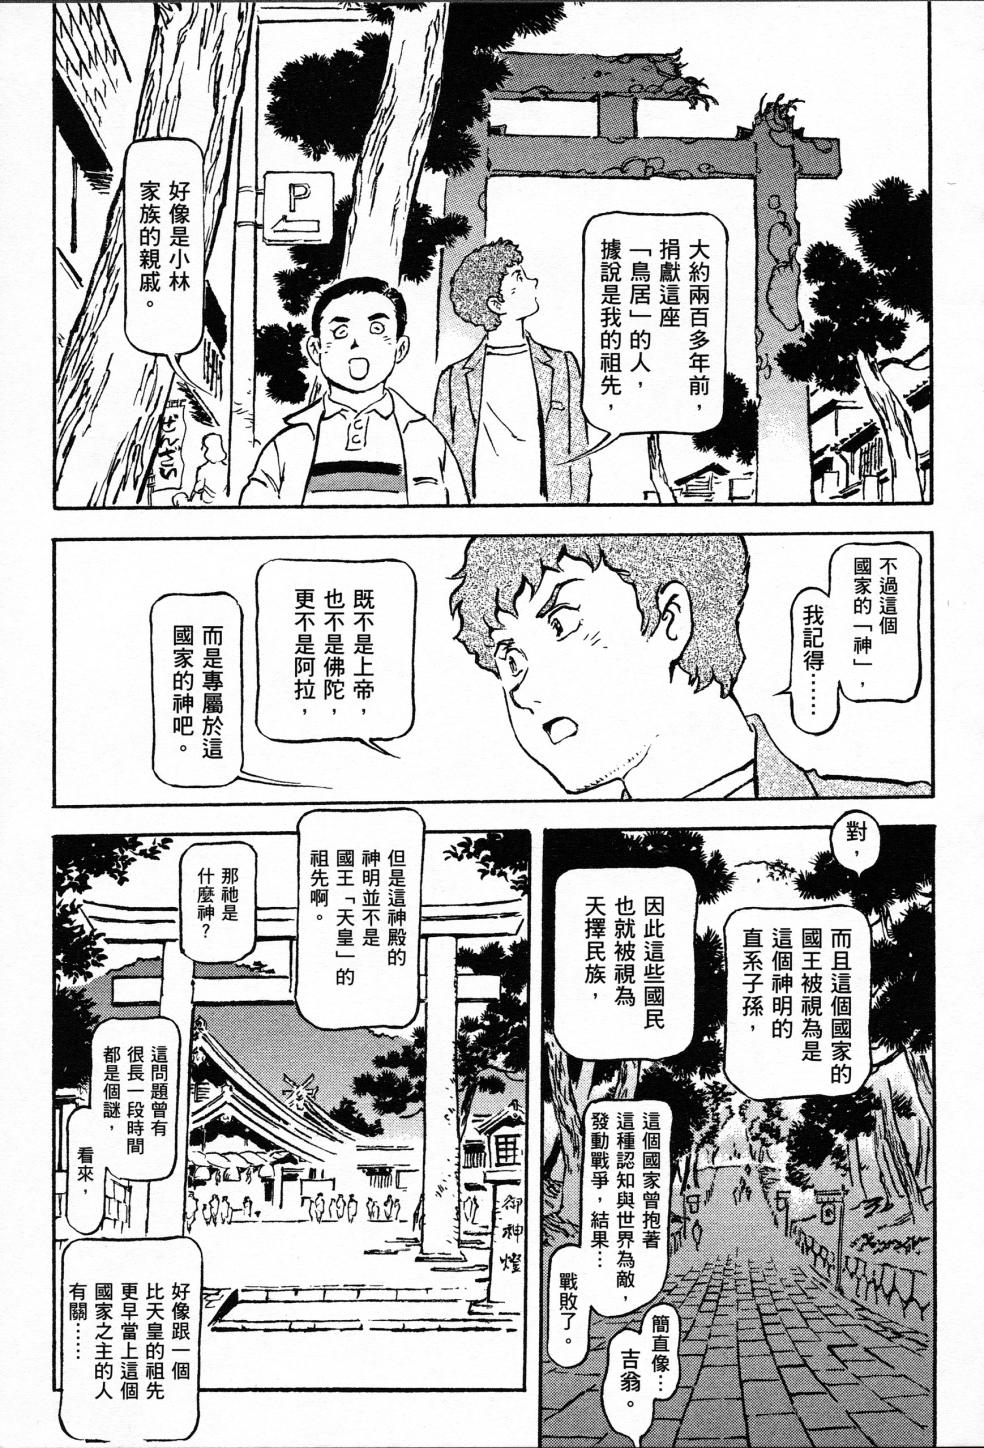 大約兩百多年前，
捐獻這座
「鳥居」的人，
據說是我的祖先，
P
好像是小林
家族的親戚。
ぜんざい
不過這個
國家的「神」，
我記得……
既不是上帝，
也不是佛陀，
更不是阿拉，
而是專屬於這
國家的神吧。
對，
而且這個國家的
國王被視為是
這個神明的
直系子孫，
因此這些國民
也就被視為
天擇民族，
這個國家曾抱著
這種認知與世界為敵，
發動戰爭，結果…
戰敗了。
簡直像…
吉翁。
但是這神殿的
神明並不是
國王「天皇」的
祖先啊。
那祂是
什麼神？
這問題曾有
很長一段時間
都是個謎，
看來，
好像跟一個
比天皇的祖先
更早當上這個
國家之主的人
有關……
御神燈